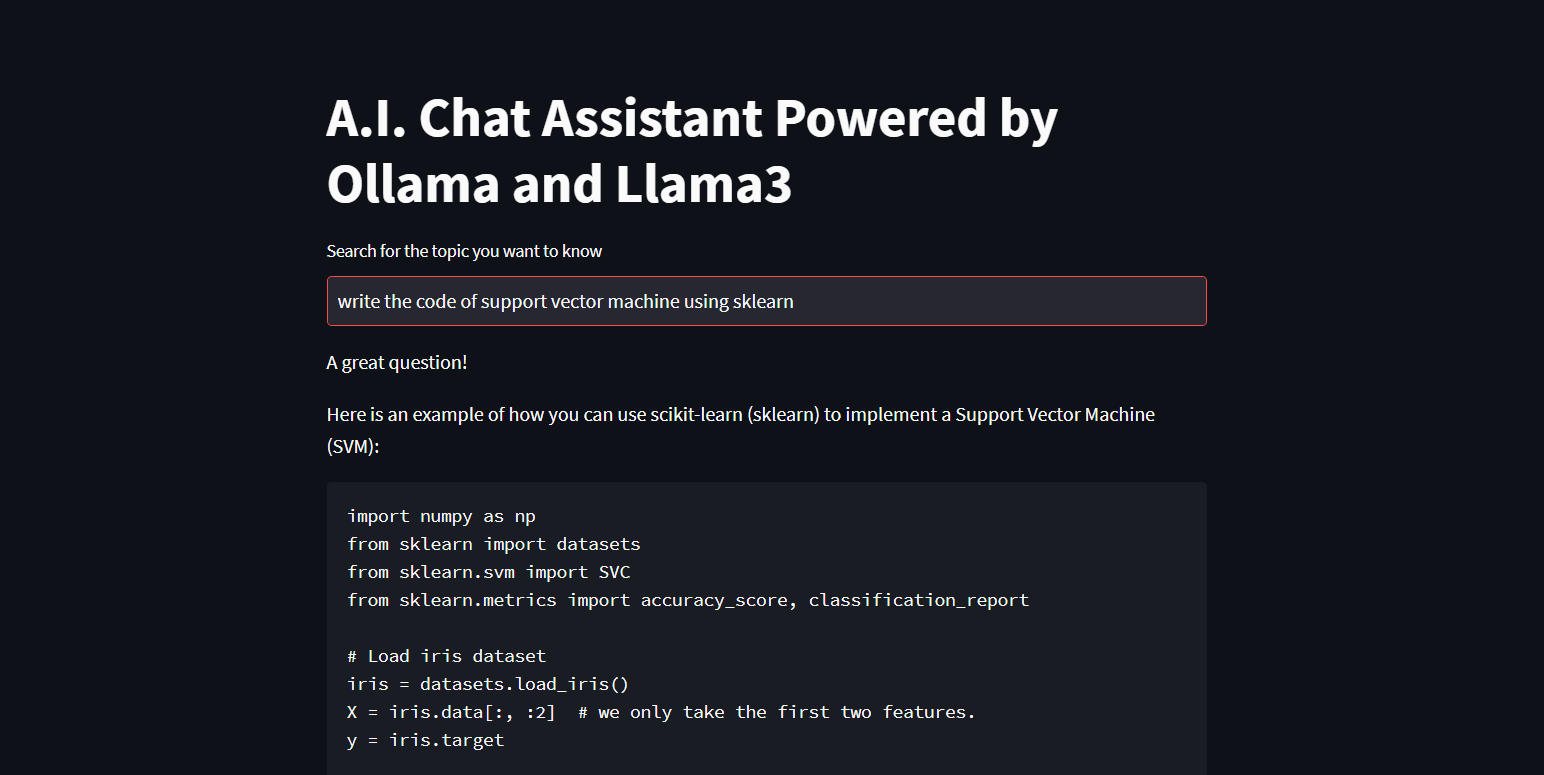 A.I. Chat Assistant Powered by
Ollama and Llama3
Search for the topic you want to know
write the code of support vector machine using sklearn
A great question!
Here is an example of how you can use scikit-learn (sklearn) to implement a Support Vector Machine
(SVM):
import numpy as np
from sklearn import datasets
from sklearn.svm import SVC
from sklearn.metrics import accuracy_score, classification_report
# Load iris dataset
iris = datasets.load_iris()
X = iris.data[:, :2]  # we only take the first two features.
y = iris.target